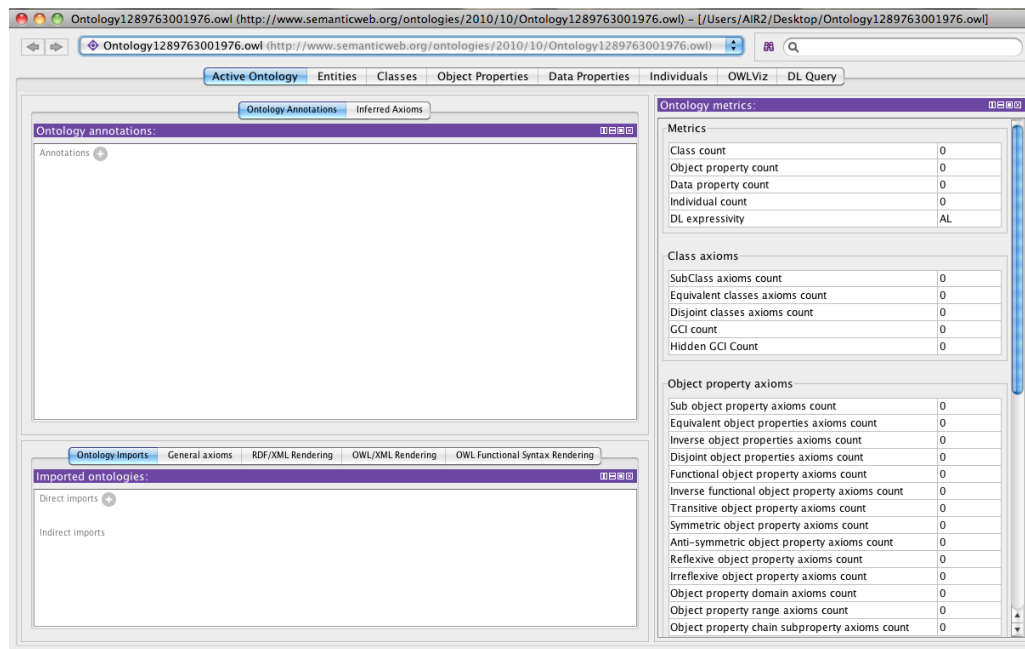 Ontology1289763001976.owl (http://www.semanticweb.org/ontologies/2010/10/Ontology1289763001976.owl) – [/Users/AIR2/Desktop/Ontology1289763001976.owl]
Ontology1289763001976.owl (http://www.semanticweb.org/ontologies/2010/10/Ontology1289763001976.owl)
Active Ontology Entities Classes Object Properties Data Properties Individuals OWLViz DL Query
Ontology Annotations Inferred Axioms
Ontology annotations:
Annotations
Ontology Imports General axioms RDF/XML Rendering OWL/XML Rendering OWL Functional Syntax Rendering
Imported ontologies:
Direct imports
Indirect imports
Ontology metrics:
Metrics
Class count 0
Object property count 0
Data property count 0
Individual count 0
DL expressivity AL
Class axioms
SubClass axioms count 0
Equivalent classes axioms count 0
Disjoint classes axioms count 0
GCI count 0
Hidden GCI Count 0
Object property axioms
Sub object property axioms count 0
Equivalent object properties axioms count 0
Inverse object properties axioms count 0
Disjoint object properties axioms count 0
Functional object property axioms count 0
Inverse functional object property axioms count 0
Transitive object property axioms count 0
Symmetric object property axioms count 0
Anti-symmetric object property axioms count 0
Reflexive object property axioms count 0
Irreflexive object property axioms count 0
Object property domain axioms count 0
Object property range axioms count 0
Object property chain subproperty axioms count 0